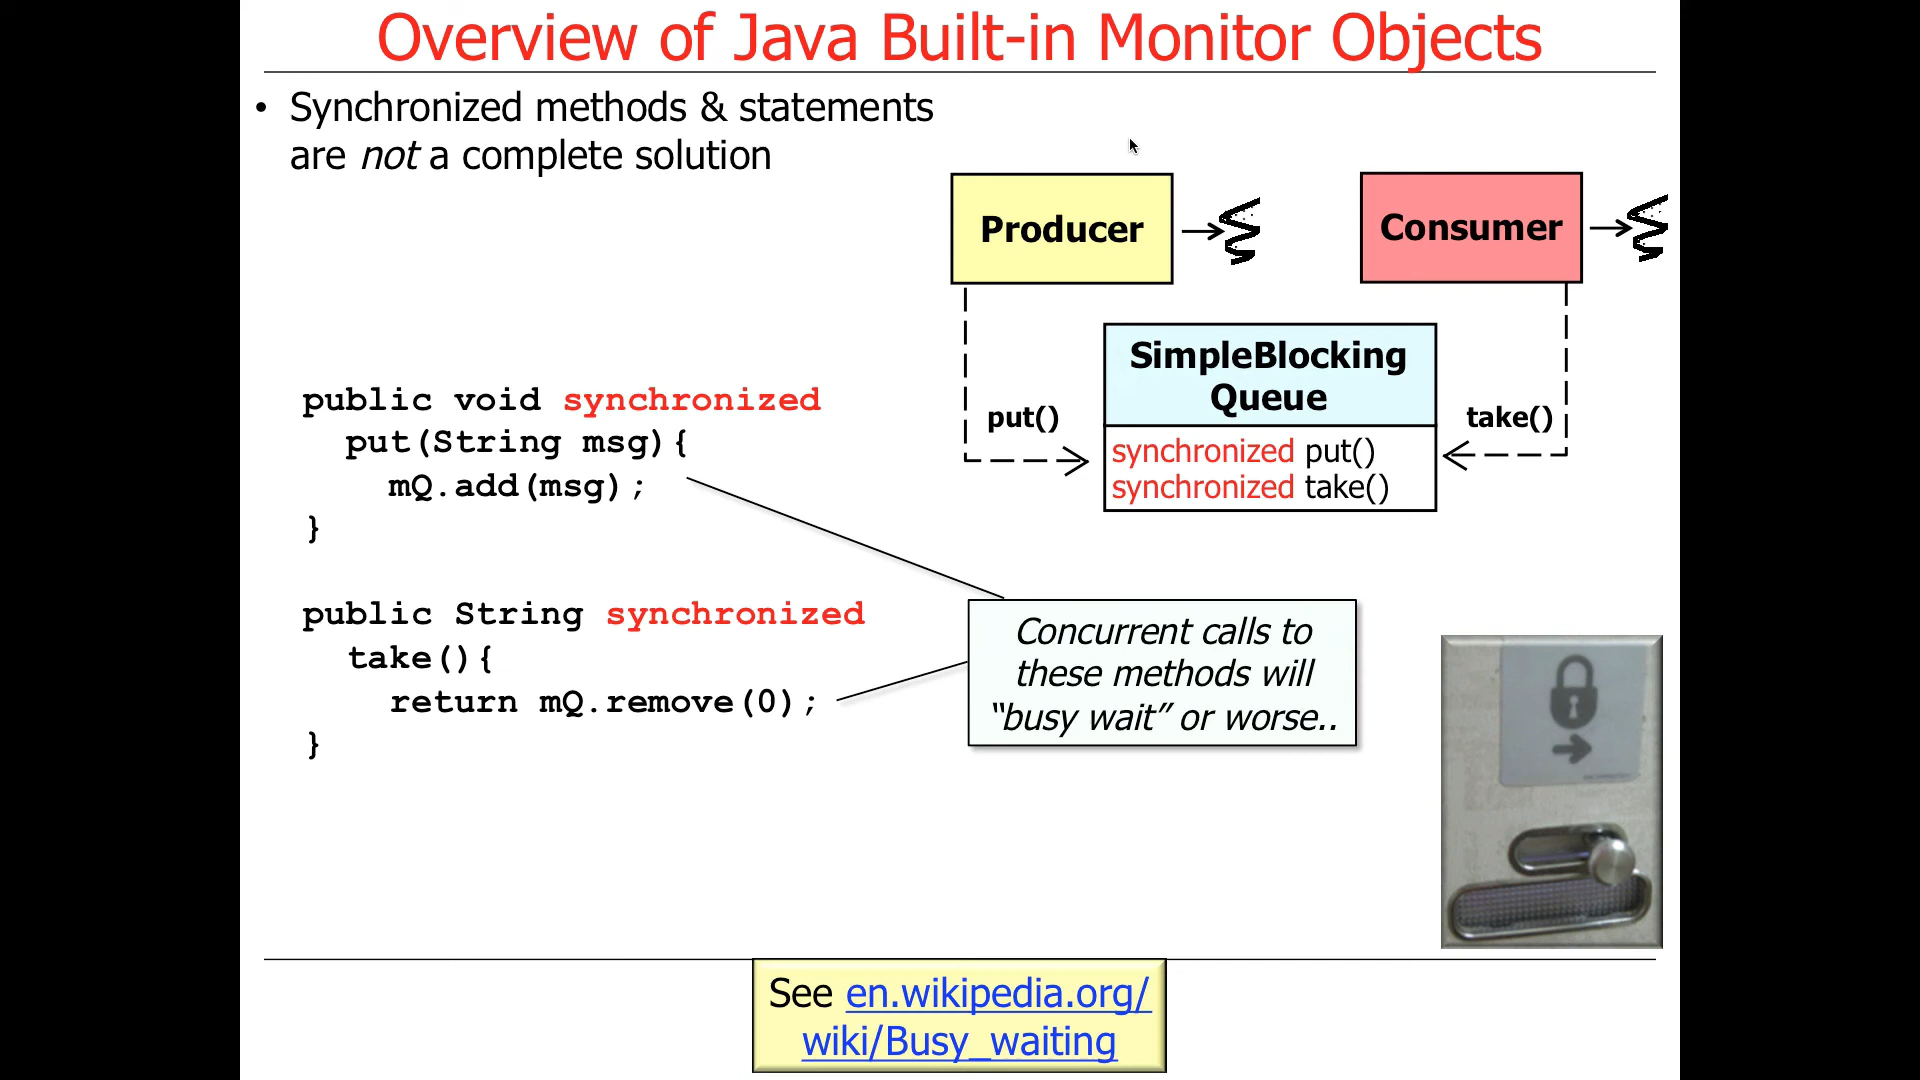 Overview of Java Built-in Monitor Objects
• Synchronized methods & statements
are not a complete solution
Producer
Consumer
SimpleBlocking
Queue
put()
take()
synchronized put()
synchronized take()
public void synchronized
put(String msg){
mQ.add(msg);
}
public String synchronized
take(){
return mQ.remove(0);
}
Concurrent calls to
these methods will
“busy wait” or worse..
See en.wikipedia.org/
wiki/Busy_waiting